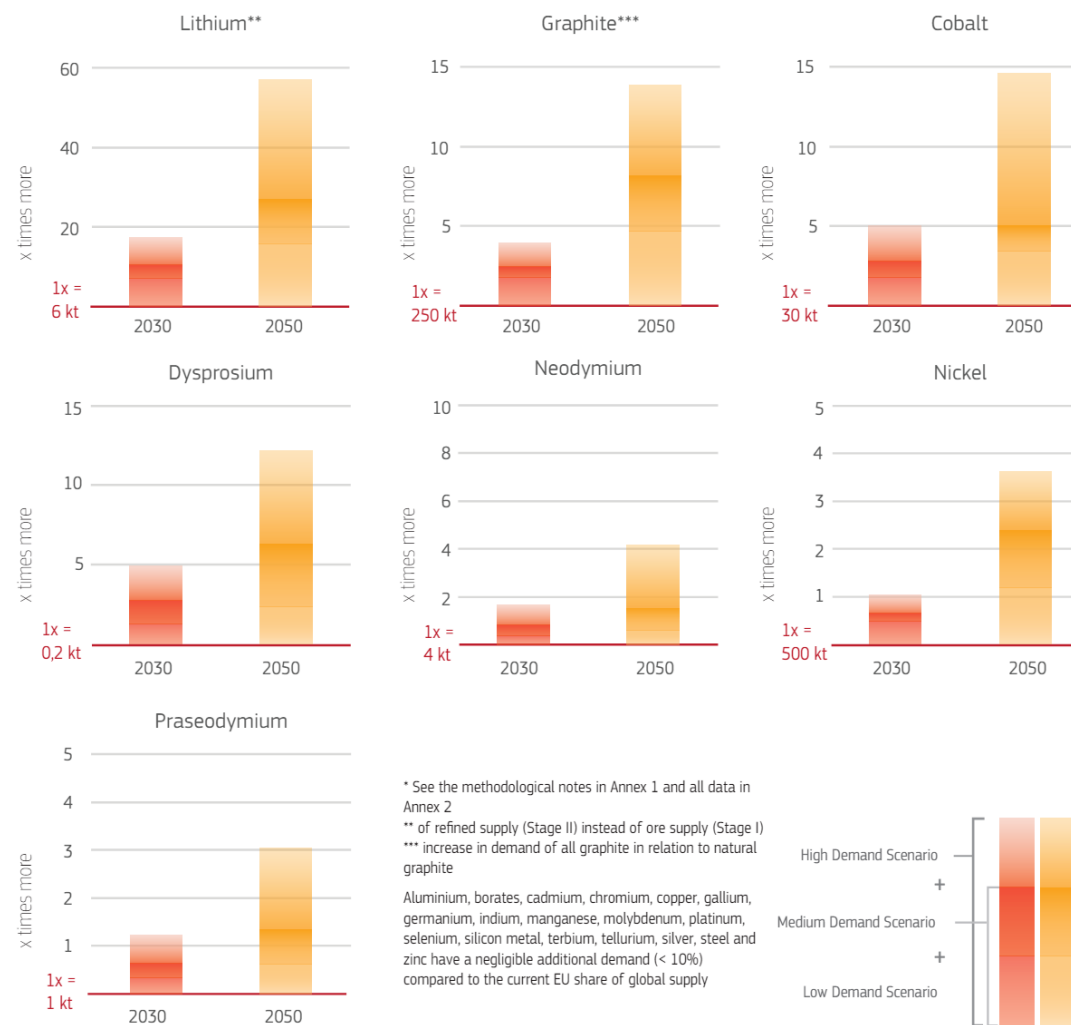 Lithium**
60
40
20
x times more
1x =
6 kt
2030
2050
Graphite***
15
10
5
x times more
1x =
250 kt
2030
2050
Cobalt
15
10
5
x times more
1x =
30 kt
2030
2050
Dysprosium
15
10
5
x times more
1x =
0,2 kt
2030
2050
Neodymium
10
8
6
4
2
x times more
1x =
4 kt
2030
2050
Nickel
5
4
3
2
1
x times more
1x =
500 kt
2030
2050
Praseodymium
5
4
3
2
1
x times more
1x =
1 kt
2030
2050
* See the methodological notes in Annex 1 and all data in
Annex 2
** of refined supply (Stage II) instead of ore supply (Stage I)
*** increase in demand of all graphite in relation to natural
graphite
Aluminium, borates, cadmium, chromium, copper, gallium,
germanium, indium, manganese, molybdenum, platinum,
selenium, silicon metal, terbium, tellurium, silver, steel and
zinc have a negligible additional demand (< 10%)
compared to the current EU share of global supply
High Demand Scenario
+
Medium Demand Scenario
+
Low Demand Scenario